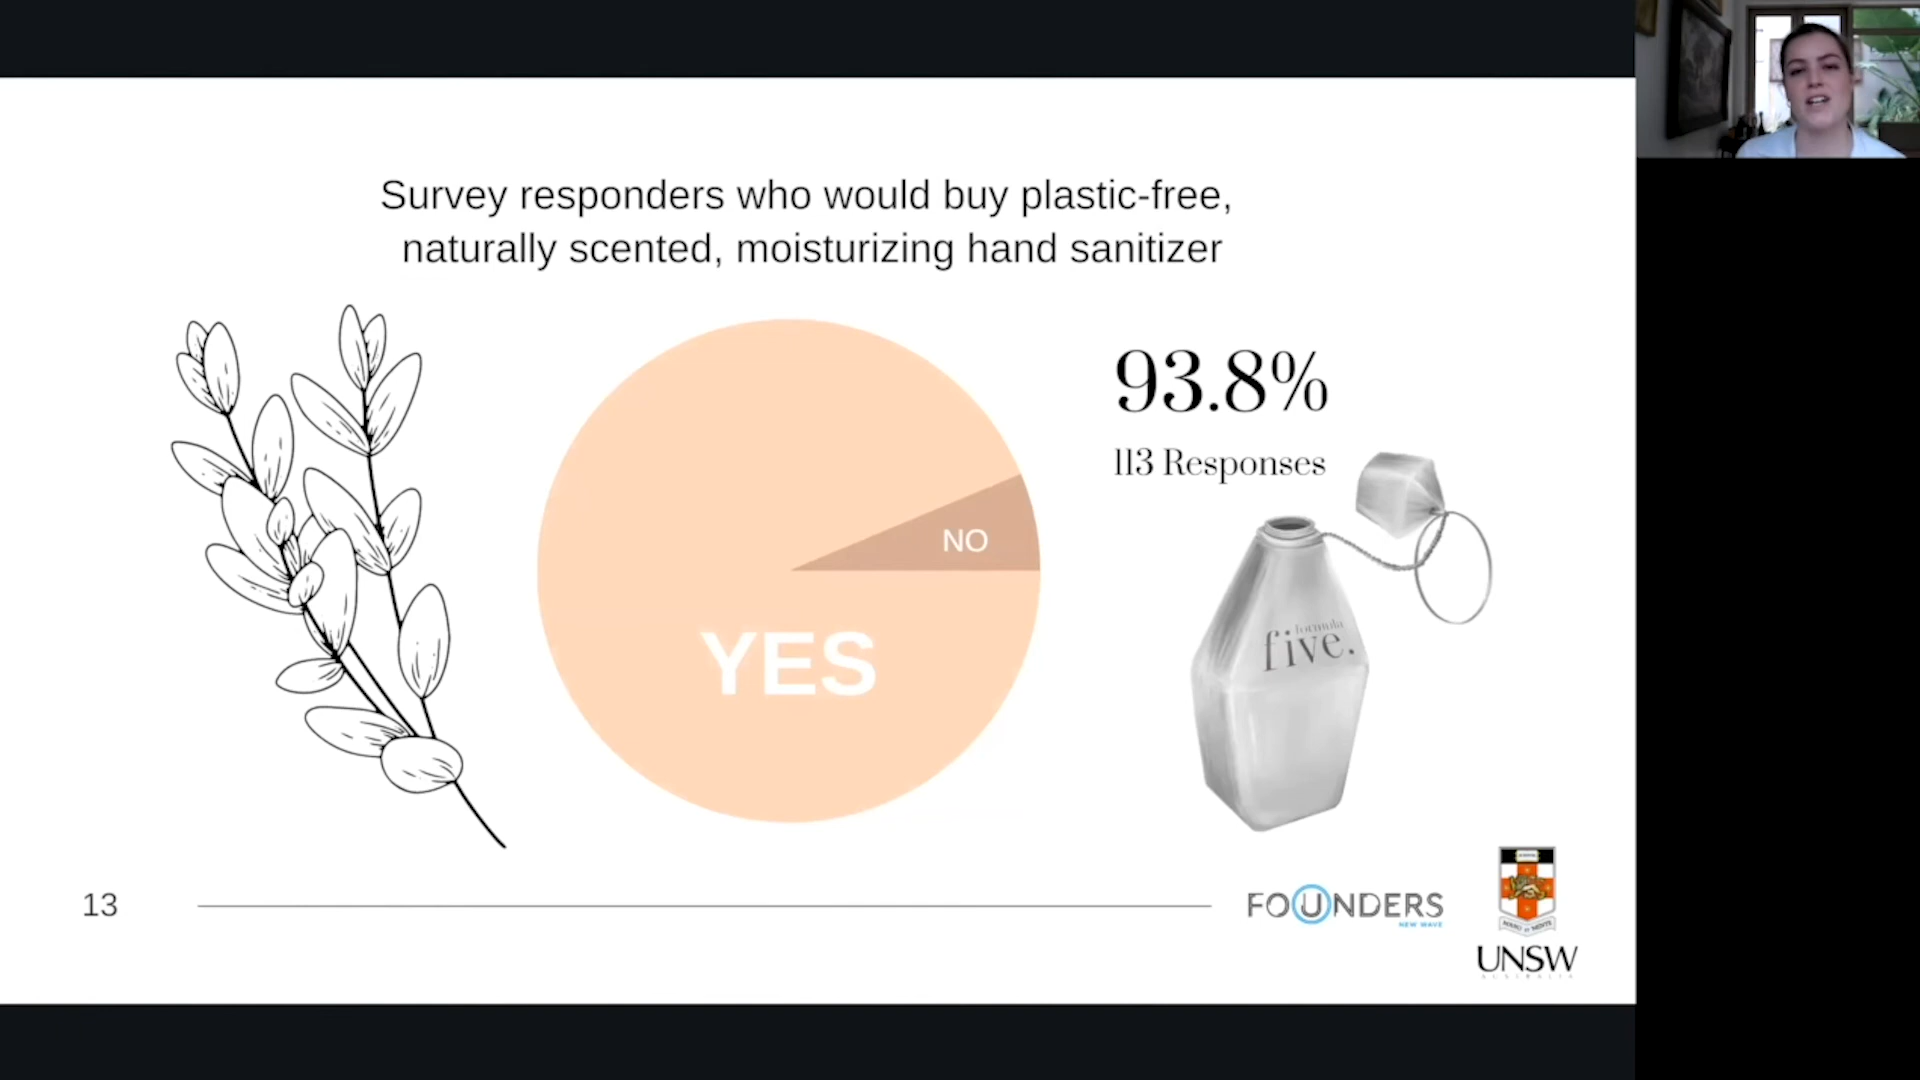 Survey responders who would buy plastic-free,
naturally scented, moisturizing hand sanitizer
93.8%
113 Responses
NO
YES
formula
five.
13
FOUNDERS
NEW WAVE
UNSW
AUSTRALIA